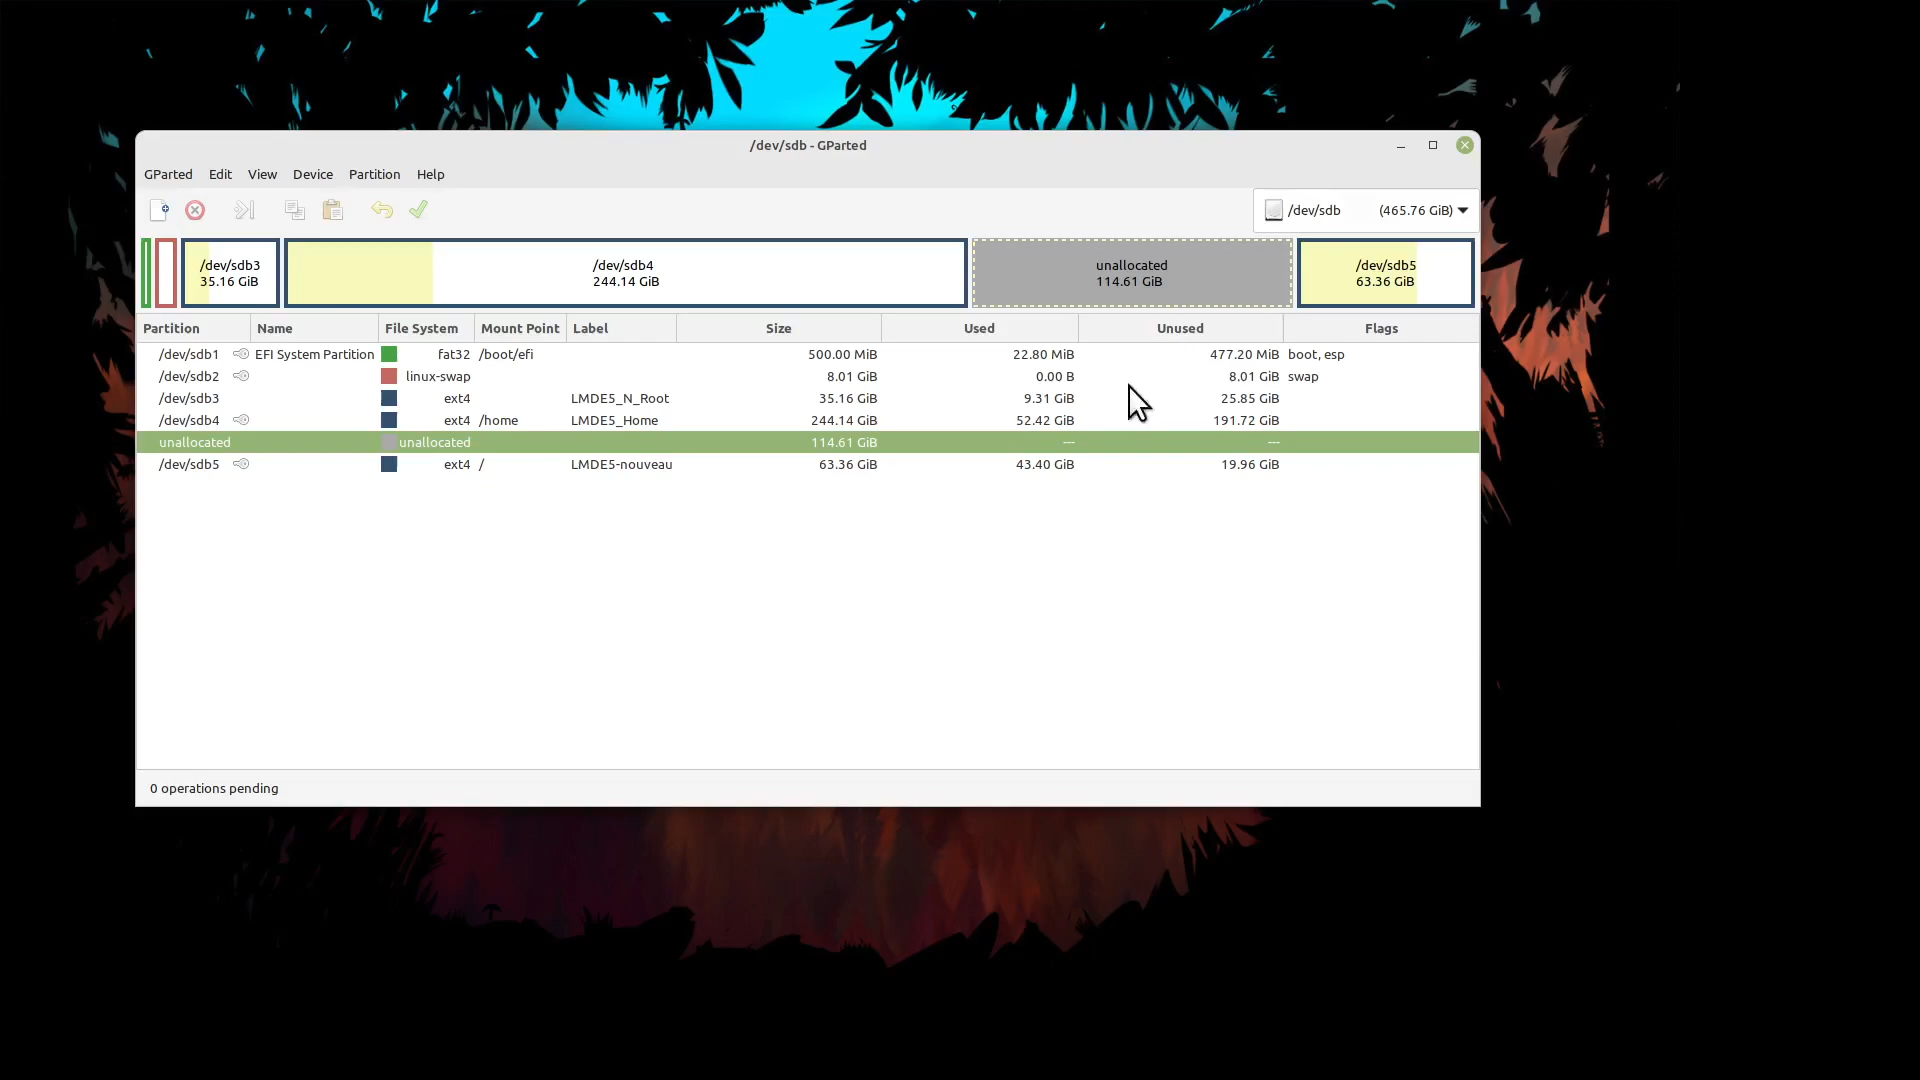 /dev/sdb - GParted
GParted Edit View Device Partition Help
/dev/sdb (465.76 GiB)
/dev/sdb3
35.16 GiB
/dev/sdb4
244.14 GiB
unallocated
114.61 GiB
/dev/sdb5
63.36 GiB
Partition Name File System Mount Point Label Size Used Unused Flags
/dev/sdb1 EFI System Partition fat32 /boot/efi 500.00 MiB 22.80 MiB 477.20 MiB boot, esp
/dev/sdb2 linux-swap 8.01 GiB 0.00 B 8.01 GiB swap
/dev/sdb3 ext4 LMDE5_N_Root 35.16 GiB 9.31 GiB 25.85 GiB
/dev/sdb4 ext4 /home LMDE5_Home 244.14 GiB 52.42 GiB 191.72 GiB
unallocated unallocated 114.61 GiB --- ---
/dev/sdb5 ext4 / LMDE5-nouveau 63.36 GiB 43.40 GiB 19.96 GiB
0 operations pending